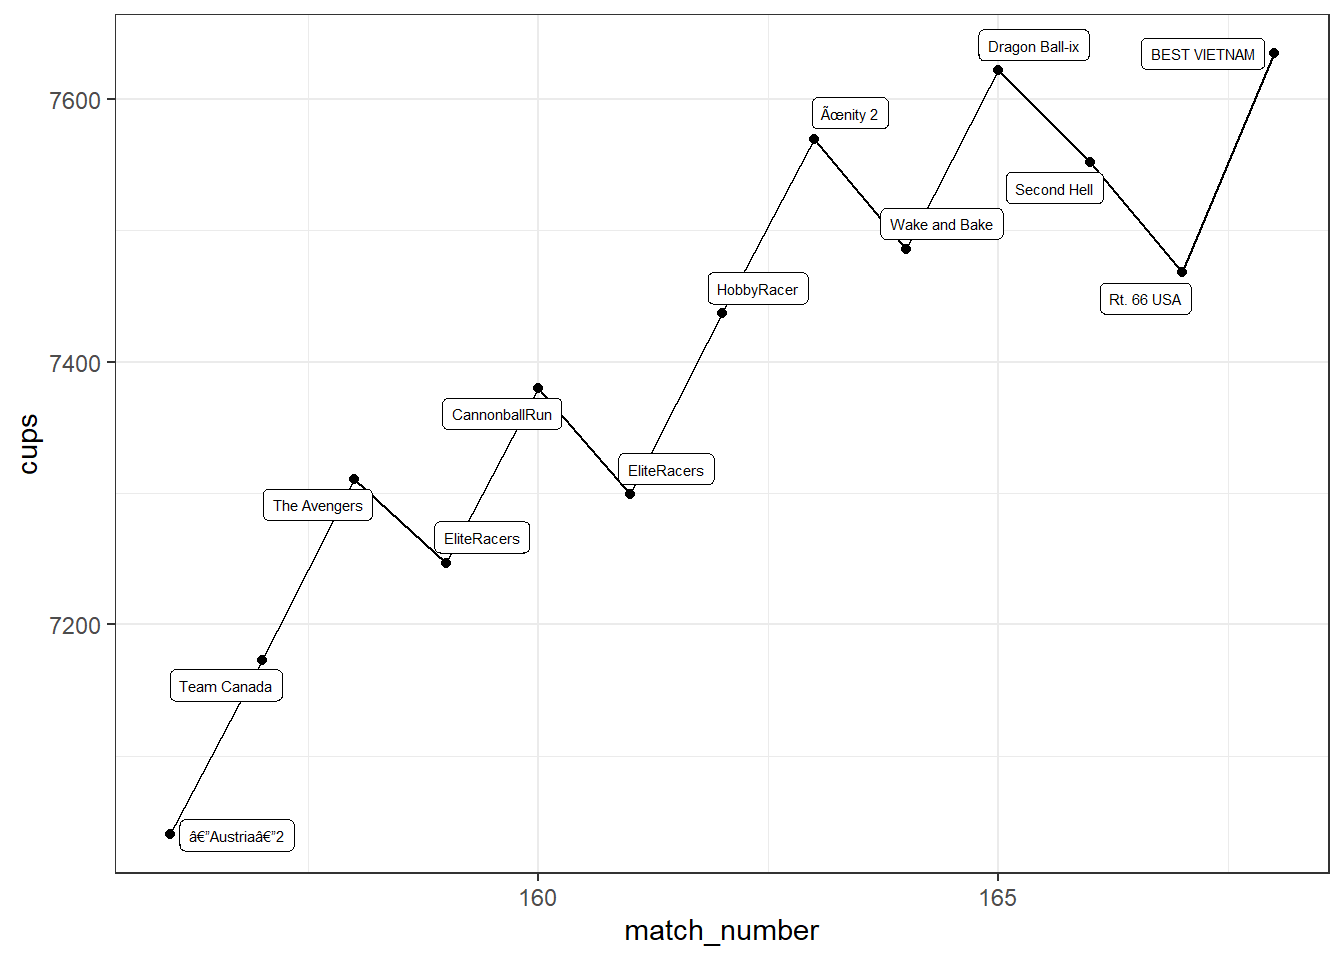 Dragon Ball-ix
BEST VIETNAM
7600
Ãœnity 2
Second Hell
Wake and Bake
HobbyRacer
Rt. 66 USA
7400
CannonballRun
EliteRacers
cups
The Avengers
EliteRacers
7200
Team Canada
â€”Austriaâ€”2
160
165
match_number